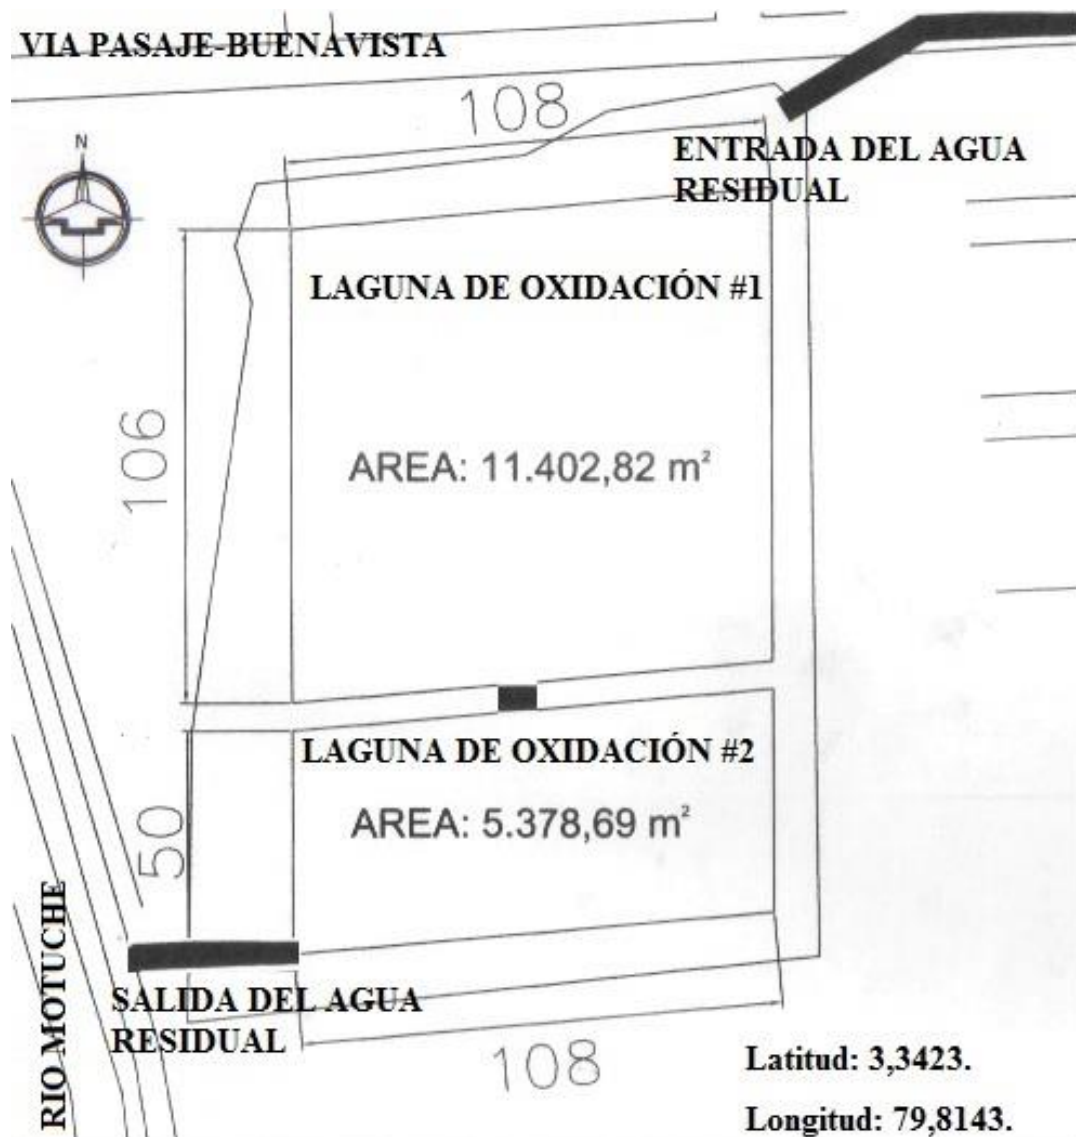 VIA PASAJE-BUENAVISTA
108
ENTRADA DEL AGUA
RESIDUAL
N
LAGUNA DE OXIDACIÓN #1
106
AREA: 11.402,82 m²
LAGUNA DE OXIDACIÓN #2
AREA: 5.378,69 m²
50
RIO MOTUCHE
SALIDA DEL AGUA
RESIDUAL
108
Latitud: 3,3423.
Longitud: 79,8143.